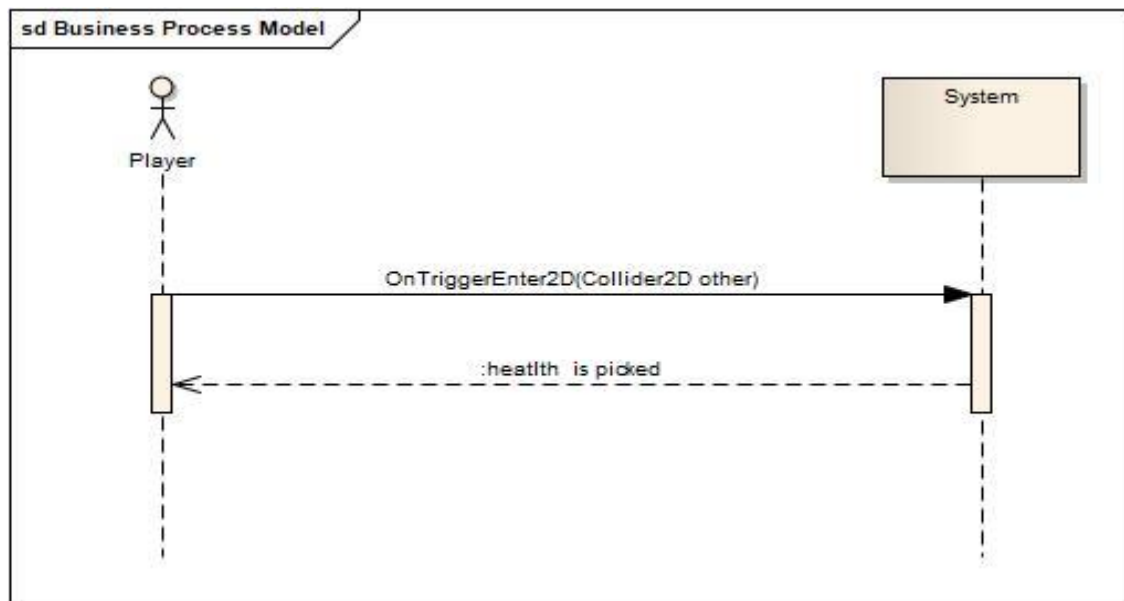 sd Business Process Model
System
Player
OnTriggerEnter2D(Collider2D other)
:heatlth is picked